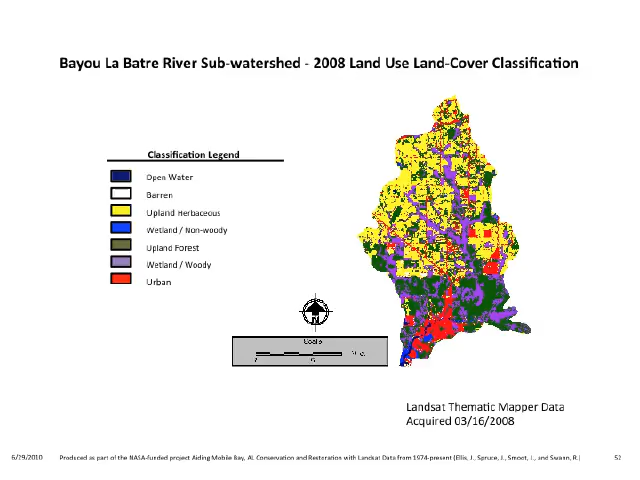 Bayou La Batre River Sub-watershed - 2008 Land Use Land-Cover Classification
Classification Legend
Open Water
Barren
Upland Herbaceous
Wetland / Non-woody
Upland Forest
Wetland / Woody
Urban
N
Scale
Landsat Thematic Mapper Data
Acquired 03/16/2008
6/29/2010 Produced as part of the NASA-funded project Aiding Mobile Bay, AL Conservation and Restoration with Landsat Data from 1974-present (Ellis, J., Spruce, J., Smoot, J., and Swann, R.) 52